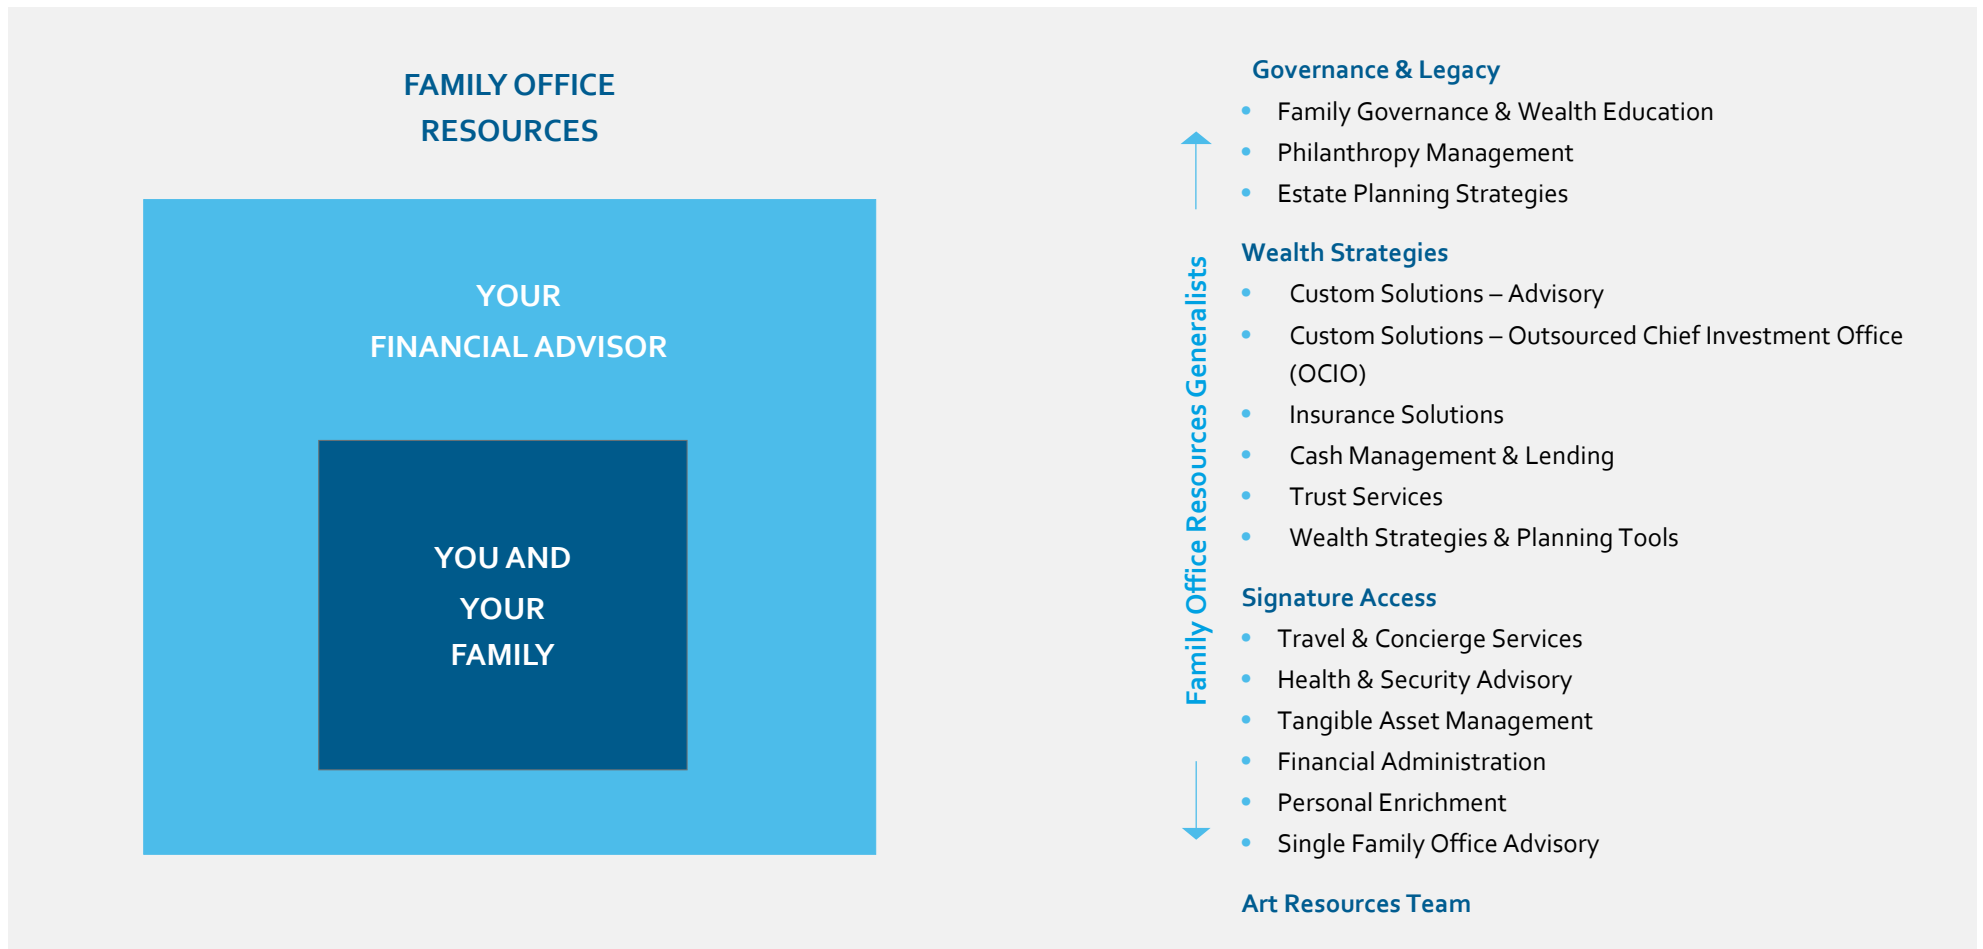 FAMILY OFFICE
RESOURCES
YOUR
FINANCIAL ADVISOR
YOU AND
YOUR
FAMILY
Family Office Resources Generalists
Governance & Legacy
• Family Governance & Wealth Education
• Philanthropy Management
• Estate Planning Strategies
Wealth Strategies
• Custom Solutions – Advisory
• Custom Solutions – Outsourced Chief Investment Office
(OCIO)
• Insurance Solutions
• Cash Management & Lending
• Trust Services
• Wealth Strategies & Planning Tools
Signature Access
• Travel & Concierge Services
• Health & Security Advisory
• Tangible Asset Management
• Financial Administration
• Personal Enrichment
• Single Family Office Advisory
Art Resources Team